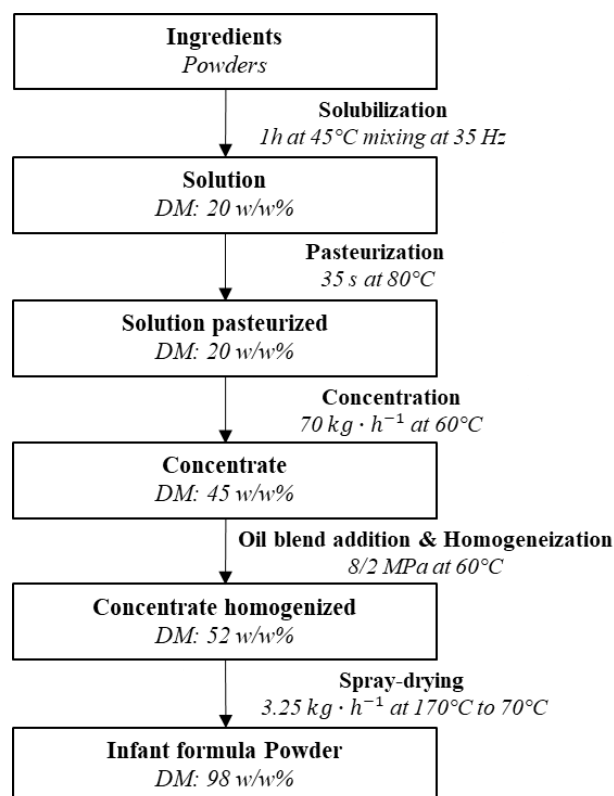 Ingredients
Powders
Solubilization
1h at 45°C mixing at 35 Hz
Solution
DM: 20 w/w%
Pasteurization
35 s at 80°C
Solution pasteurized
DM: 20 w/w%
Concentration
70 kg · h⁻¹ at 60°C
Concentrate
DM: 45 w/w%
Oil blend addition & Homogeneization
8/2 MPa at 60°C
Concentrate homogenized
DM: 52 w/w%
Spray-drying
3.25 kg · h⁻¹ at 170°C to 70°C
Infant formula Powder
DM: 98 w/w%